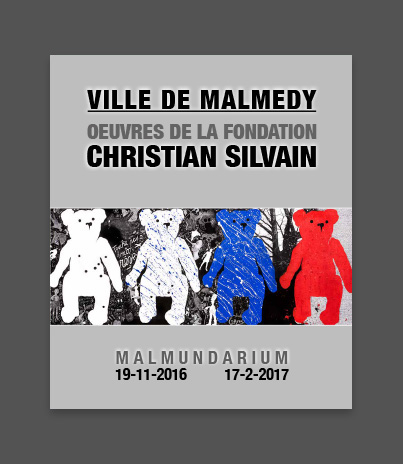 VILLE DE MALMEDY
OEUVRES DE LA FONDATION
CHRISTIAN SILVAIN
MALMUNDARIUM
19-11-2016 17-2-2017